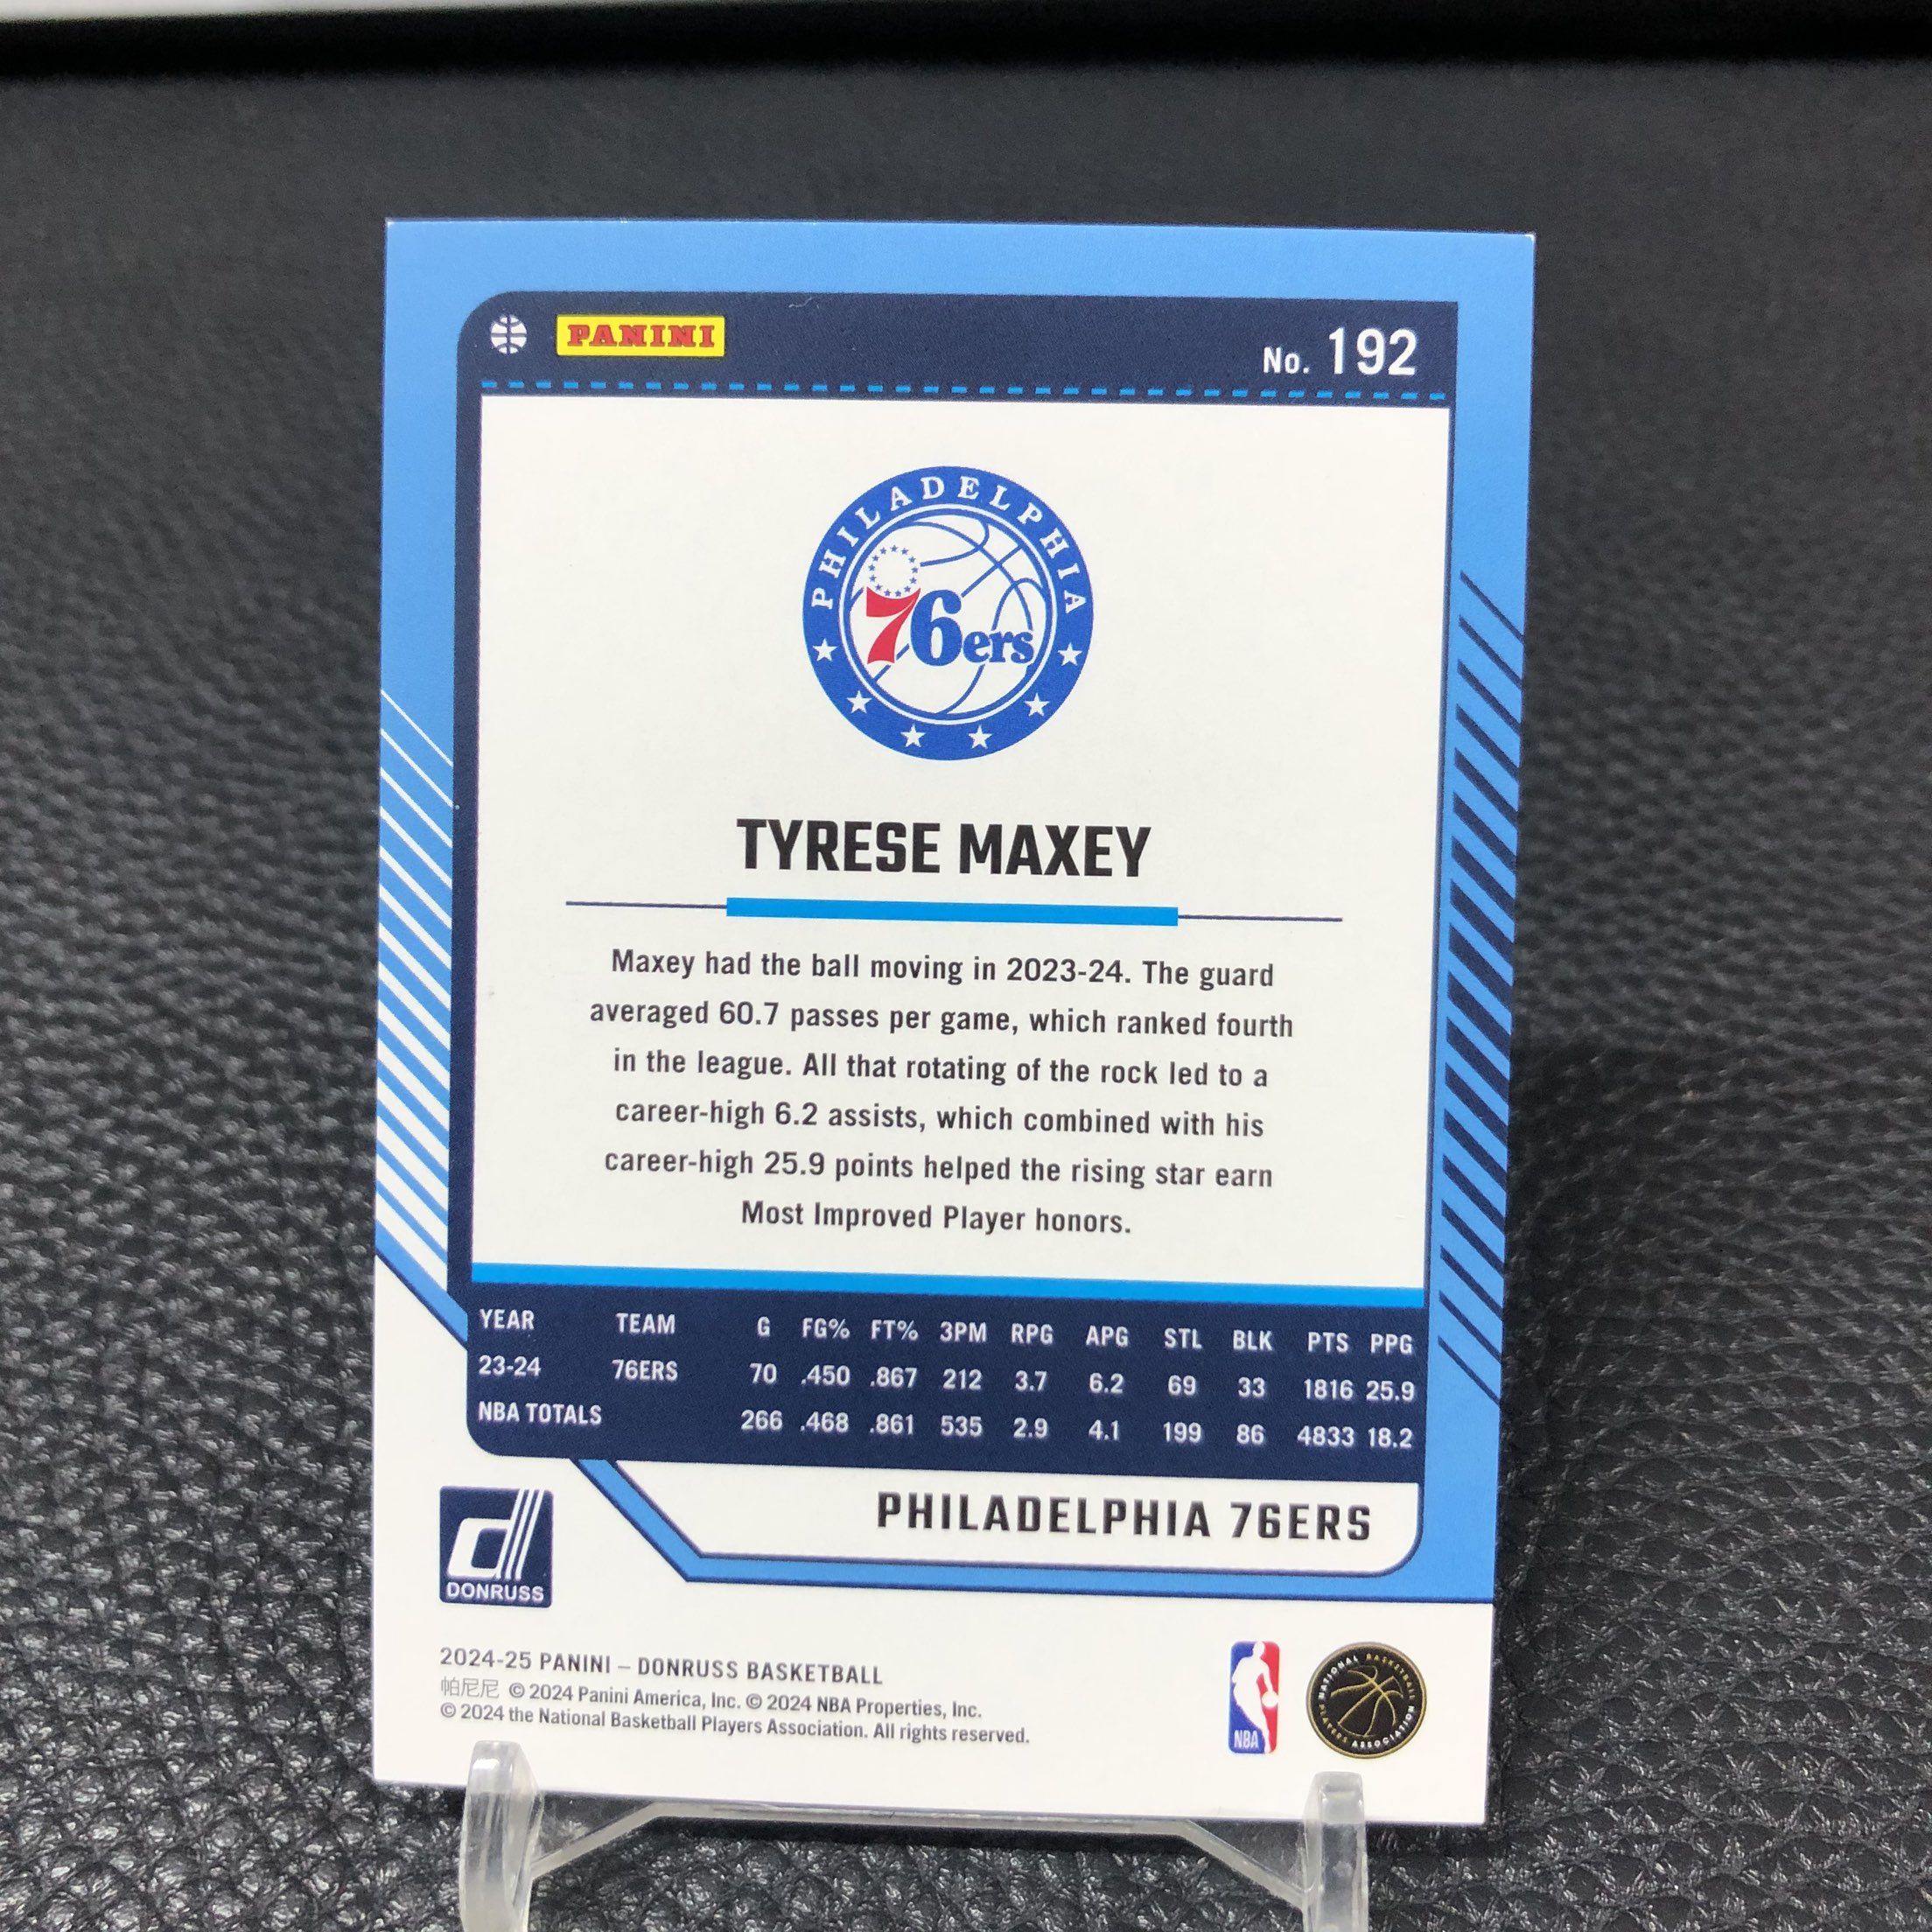 PANINI
No. 192
PHILADELPHIA
76ers
TYRESE MAXEY
Maxey had the ball moving in 2023-24. The guard
averaged 60.7 passes per game, which ranked fourth
in the league. All that rotating of the rock led to a
career-high 6.2 assists, which combined with his
career-high 25.9 points helped the rising star earn
Most Improved Player honors.
YEAR TEAM G FG% FT% 3PM RPG APG STL BLK PTS PPG
23-24 76ERS 70 .450 .867 212 3.7 6.2 69 33 1816 25.9
NBA TOTALS 266 .468 .861 535 2.9 4.1 199 86 4833 18.2
PHILADELPHIA 76ERS
d
DONRUSS
2024-25 PANINI – DONRUSS BASKETBALL
帕尼尼 © 2024 Panini America, Inc. © 2024 NBA Properties, Inc.
© 2024 the National Basketball Players Association. All rights reserved.
NBA
NATIONAL BASKETBALL PLAYERS ASSOCIATION